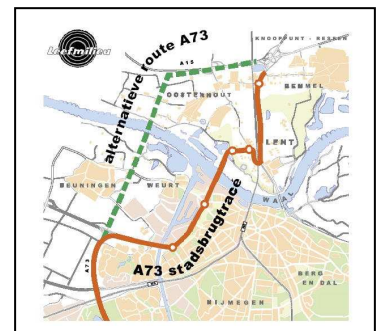 Leefmilieu
KNOOPPUNT - RESSEN
alternatieve route A73
A15
OOSTERHOUT
BEMMEL
LENT
BEUNINGEN
WEURT
WAAL
A73
A73 stadsbrugtracé
BERG
EN DAL
NIJMEGEN